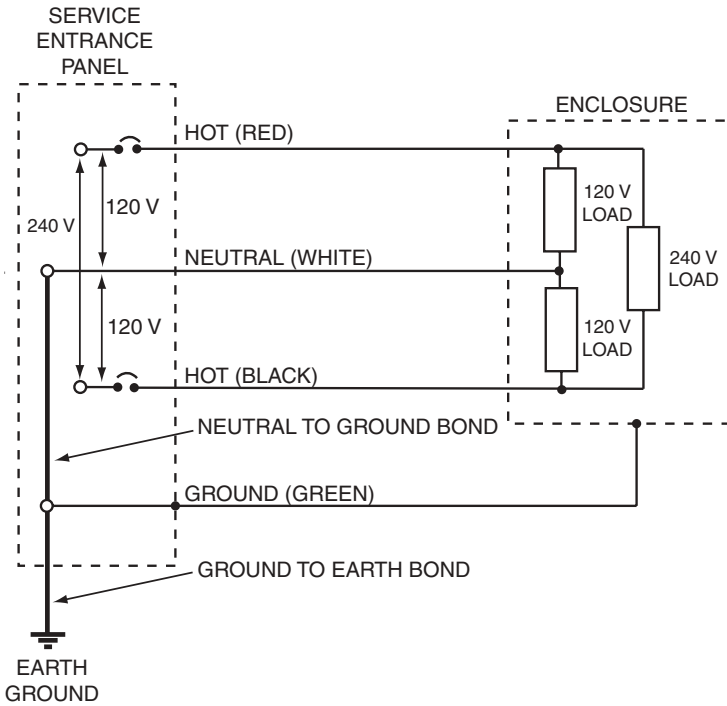 SERVICE
ENTRANCE
PANEL
ENCLOSURE
HOT (RED)
120 V
LOAD
120 V
240 V
NEUTRAL (WHITE)
240 V
LOAD
120 V
120 V
LOAD
HOT (BLACK)
NEUTRAL TO GROUND BOND
GROUND (GREEN)
GROUND TO EARTH BOND
EARTH
GROUND